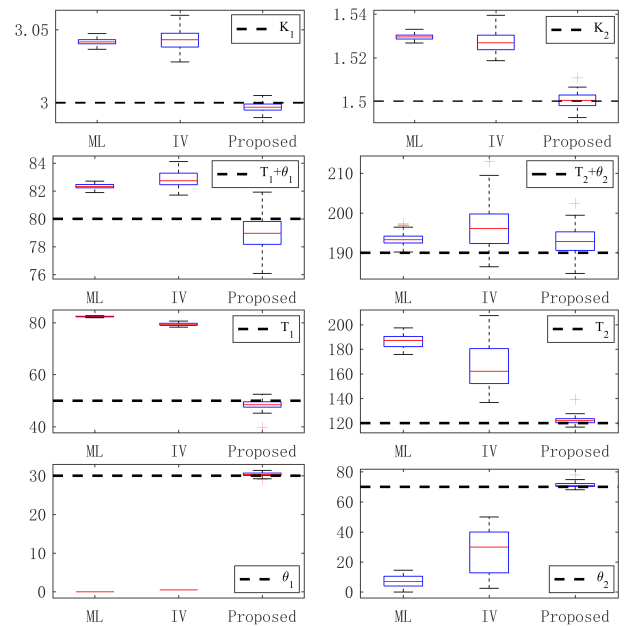 3.05
3
K1
ML IV Proposed
1.54
1.52
1.5
K2
ML IV Proposed
84
82
80
78
76
T1+θ1
ML IV Proposed
210
200
190
T2+θ2
ML IV Proposed
80
60
40
T1
ML IV Proposed
200
180
160
140
120
T2
ML IV Proposed
30
20
10
0
θ1
ML IV Proposed
80
60
40
20
0
θ2
ML IV Proposed